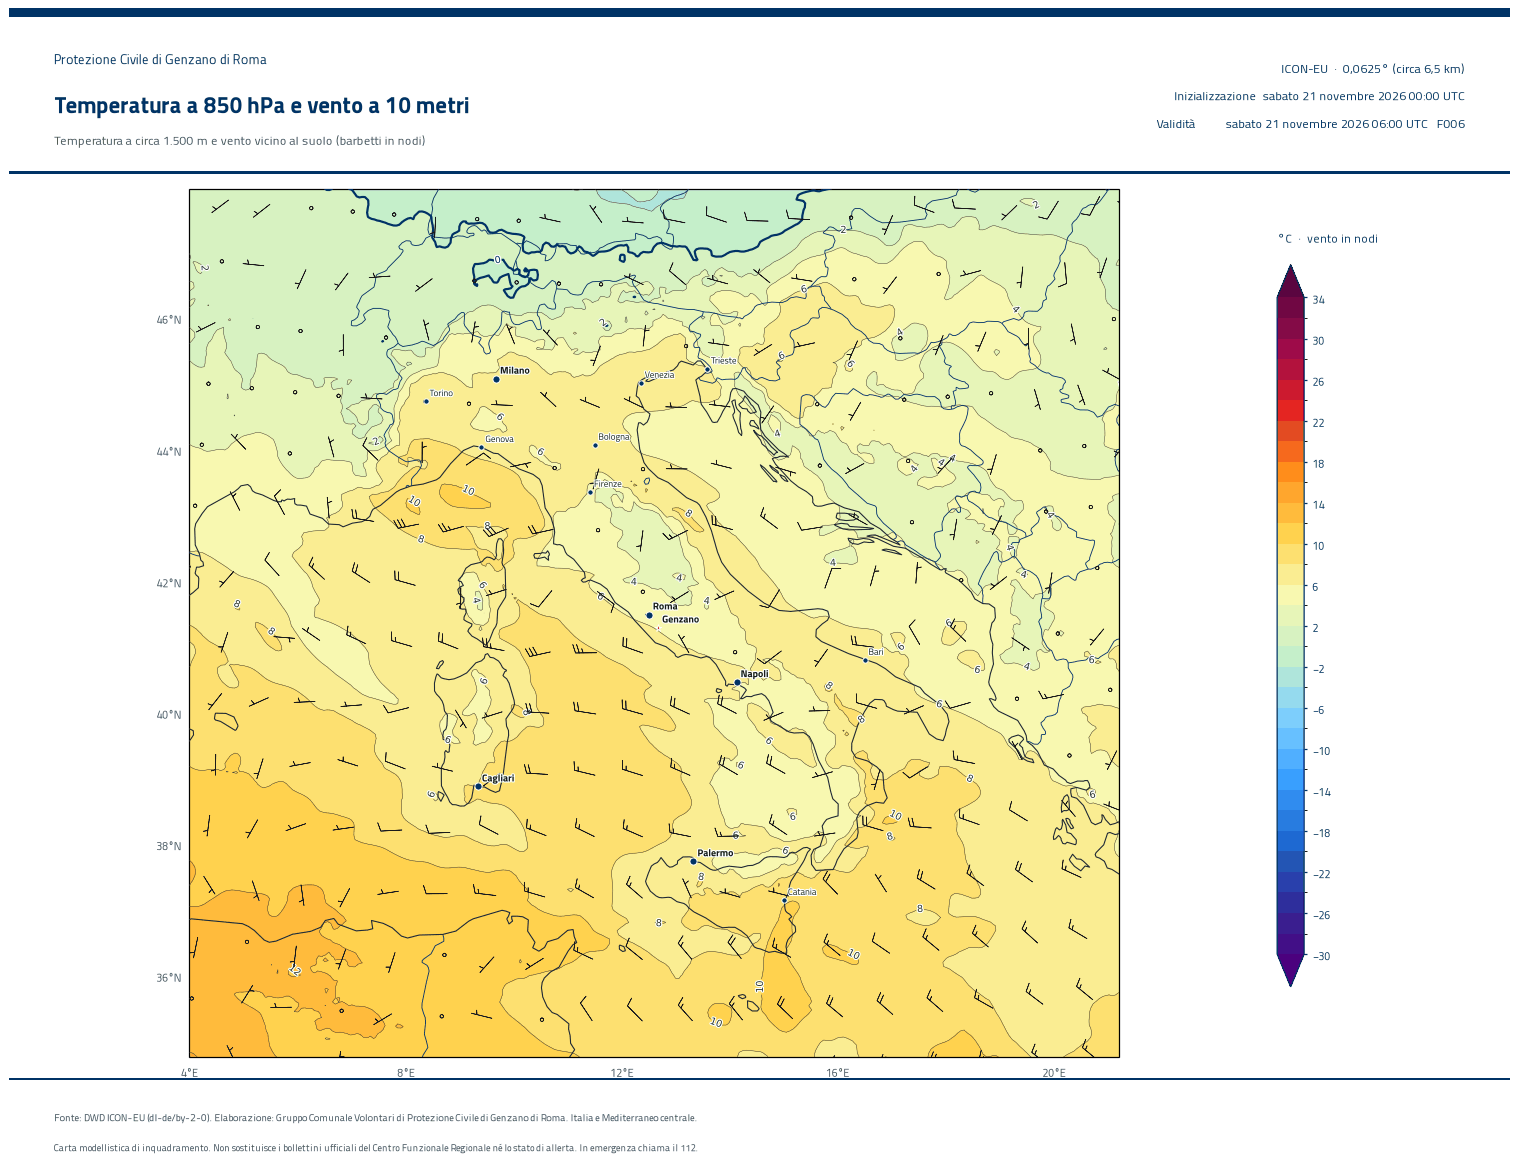 Protezione Civile di Genzano di Roma
Temperatura a 850 hPa e vento a 10 metri
Temperatura a circa 1.500 m e vento vicino al suolo (barbetti in nodi)
ICON-EU · 0,0625° (circa 6,5 km)
Inizializzazione sabato 21 novembre 2026 00:00 UTC
Validità sabato 21 novembre 2026 06:00 UTC F006
°C · vento in nodi
34
30
26
22
18
14
10
6
2
−2
−6
−10
−14
−18
−22
−26
−30
46°N
44°N
42°N
40°N
38°N
36°N
4°E
8°E
12°E
16°E
20°E
Milano
Torino
Venezia
Trieste
Genova
Bologna
Firenze
Roma
Genzano
Napoli
Bari
Cagliari
Palermo
Catania
Fonte: DWD ICON-EU (dl-de/by-2-0). Elaborazione: Gruppo Comunale Volontari di Protezione Civile di Genzano di Roma. Italia e Mediterraneo centrale.
Carta modellistica di inquadramento. Non sostituisce i bollettini ufficiali del Centro Funzionale Regionale né lo stato di allerta. In emergenza chiama il 112.